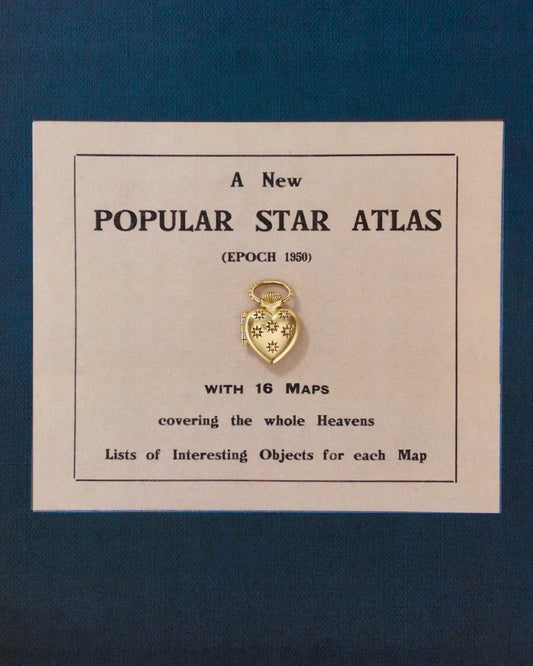 A New
POPULAR STAR ATLAS
(EPOCH 1950)
WITH 16 MAPS
covering the whole Heavens
Lists of Interesting Objects for each Map